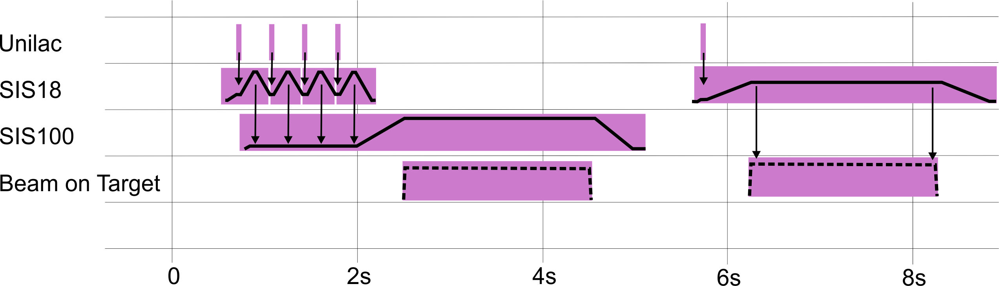 Unilac
SIS18
SIS100
Beam on Target
0 2s 4s 6s 8s